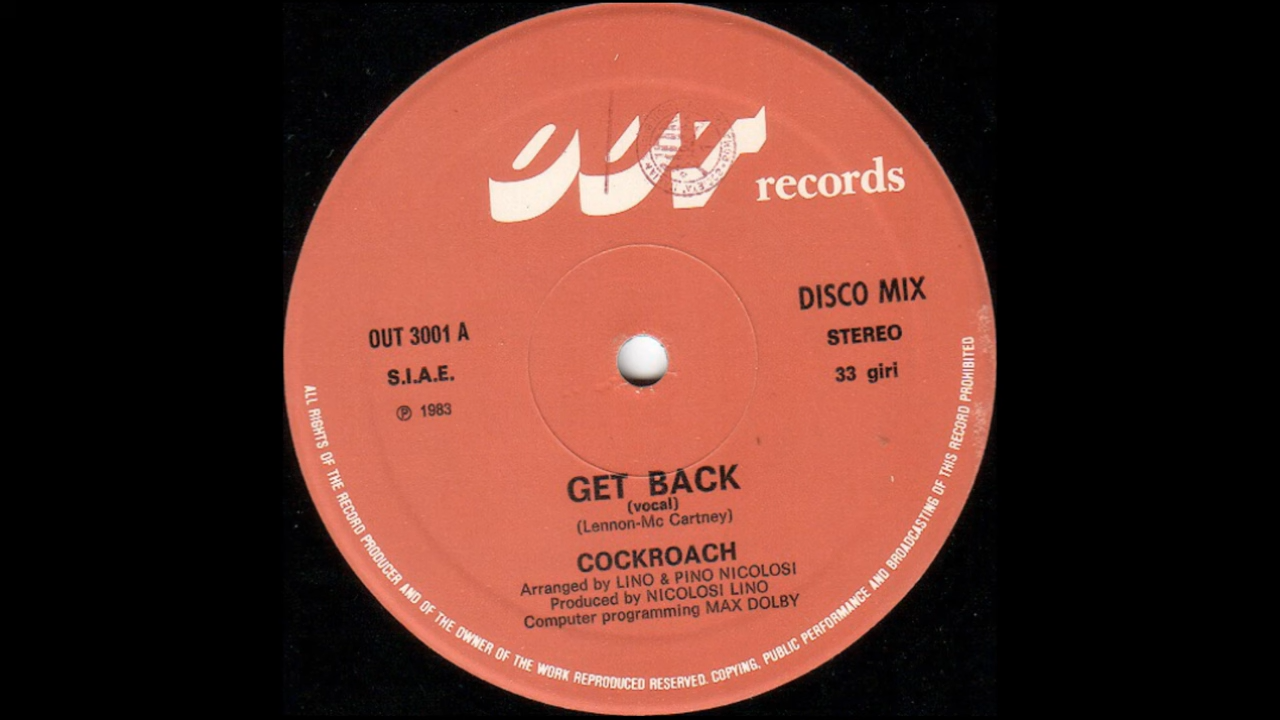 OUT
records
DISCO MIX
STEREO
33 giri
OUT 3001 A
S.I.A.E.
℗ 1983
GET BACK
(vocal)
(Lennon-Mc Cartney)
COCKROACH
Arranged by LINO & PINO NICOLOSI
Produced by NICOLOSI LINO
Computer programming MAX DOLBY
ALL RIGHTS OF THE RECORD PRODUCER AND OF THE OWNER OF THE WORK REPRODUCED RESERVED. COPYING, PUBLIC PERFORMANCE AND BROADCASTING OF THIS RECORD PROHIBITED